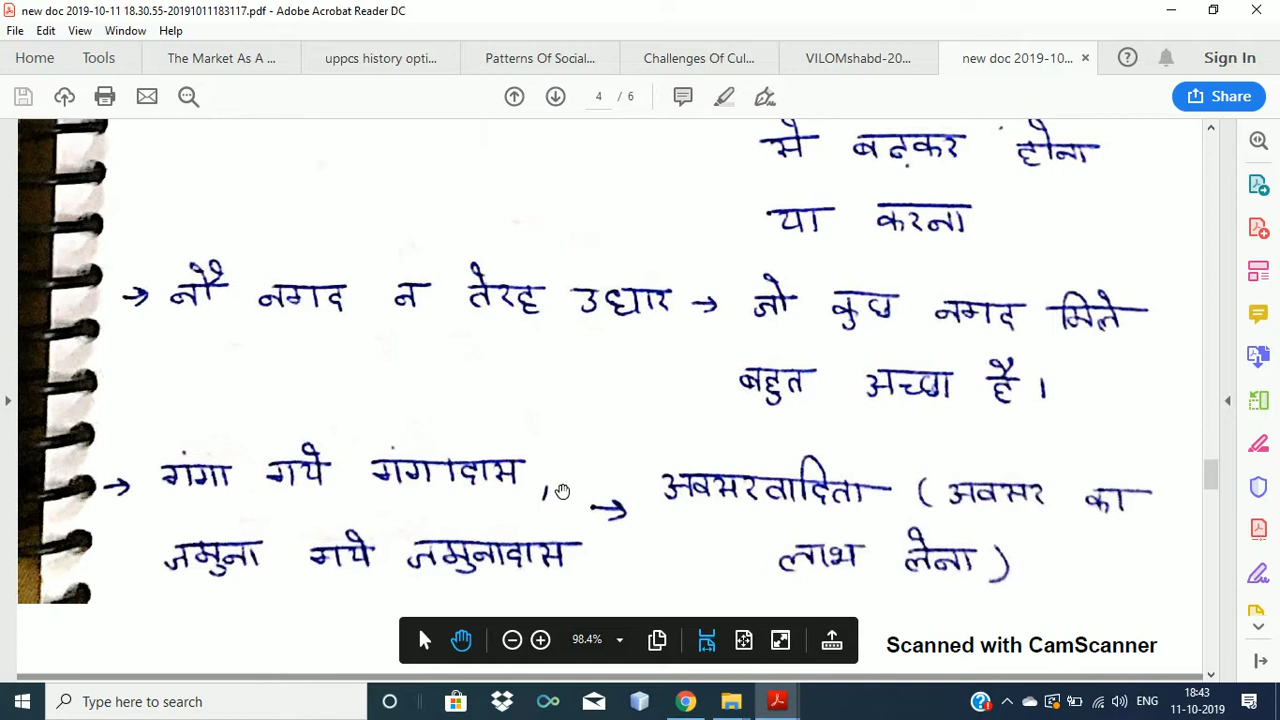 new doc 2019-10-11 18.30.55-20191011183117.pdf - Adobe Acrobat Reader DC
File Edit View Window Help
Home Tools The Market As A ... uppcs history opti... Patterns Of Social... Challenges Of Cul... VILOMshabd-20... new doc 2019-10... × Sign In
4 / 6 Share
से बढ़कर होना
या करना
→ नौ नगद न तेरह उधार → जो कुछ नगद मिले
बहुत अच्छा है।
→ गंगा गये गंगादास , → अवसरवादिता ( अवसर का
जमुना गये जमुनादास लाभ लेना )
98.4%
Scanned with CamScanner
Type here to search ENG 18:43
11-10-2019